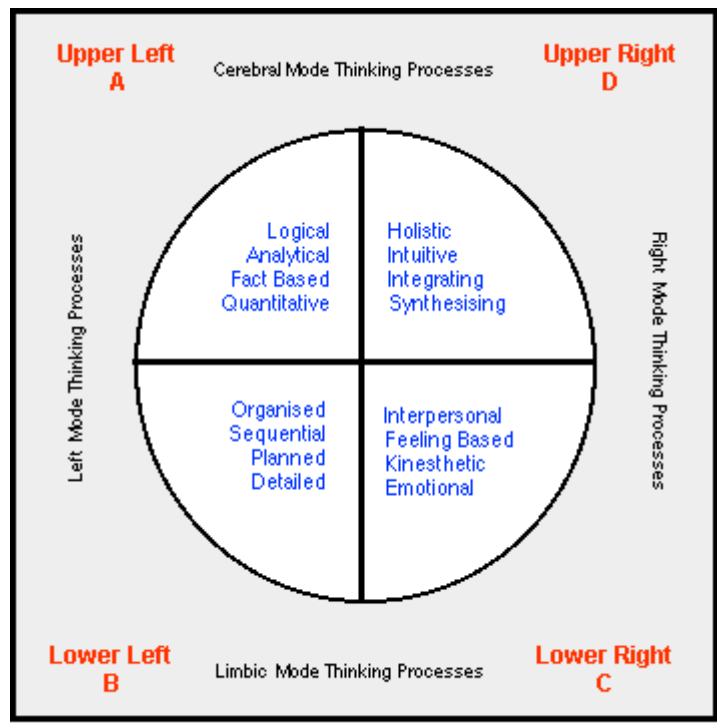 Upper Left
A
Cerebral Mode Thinking Processes
Upper Right
D
Left Mode Thinking Processes
Logical
Analytical
Fact Based
Quantitative
Holistic
Intuitive
Integrating
Synthesising
Right Mode Thinking Processes
Organised
Sequential
Planned
Detailed
Interpersonal
Feeling Based
Kinesthetic
Emotional
Lower Left
B
Limbic Mode Thinking Processes
Lower Right
C